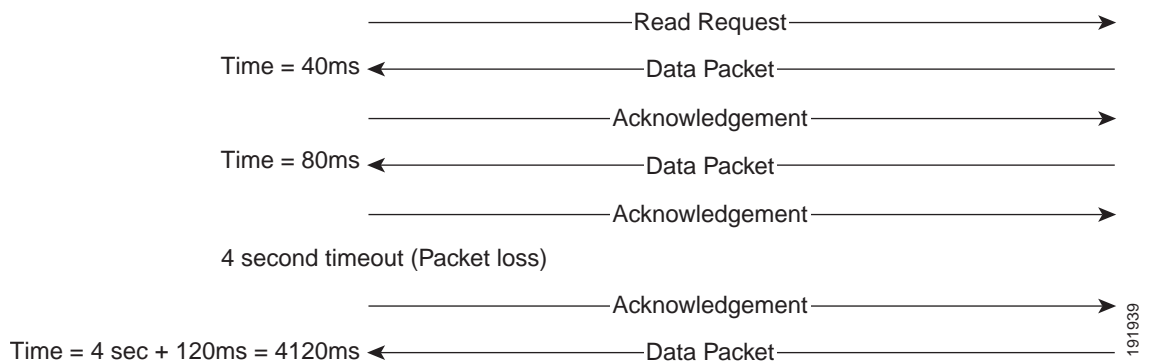 Read Request
Time = 40ms Data Packet
Acknowledgement
Time = 80ms Data Packet
Acknowledgement
4 second timeout (Packet loss)
Acknowledgement
Time = 4 sec + 120ms = 4120ms Data Packet
191939